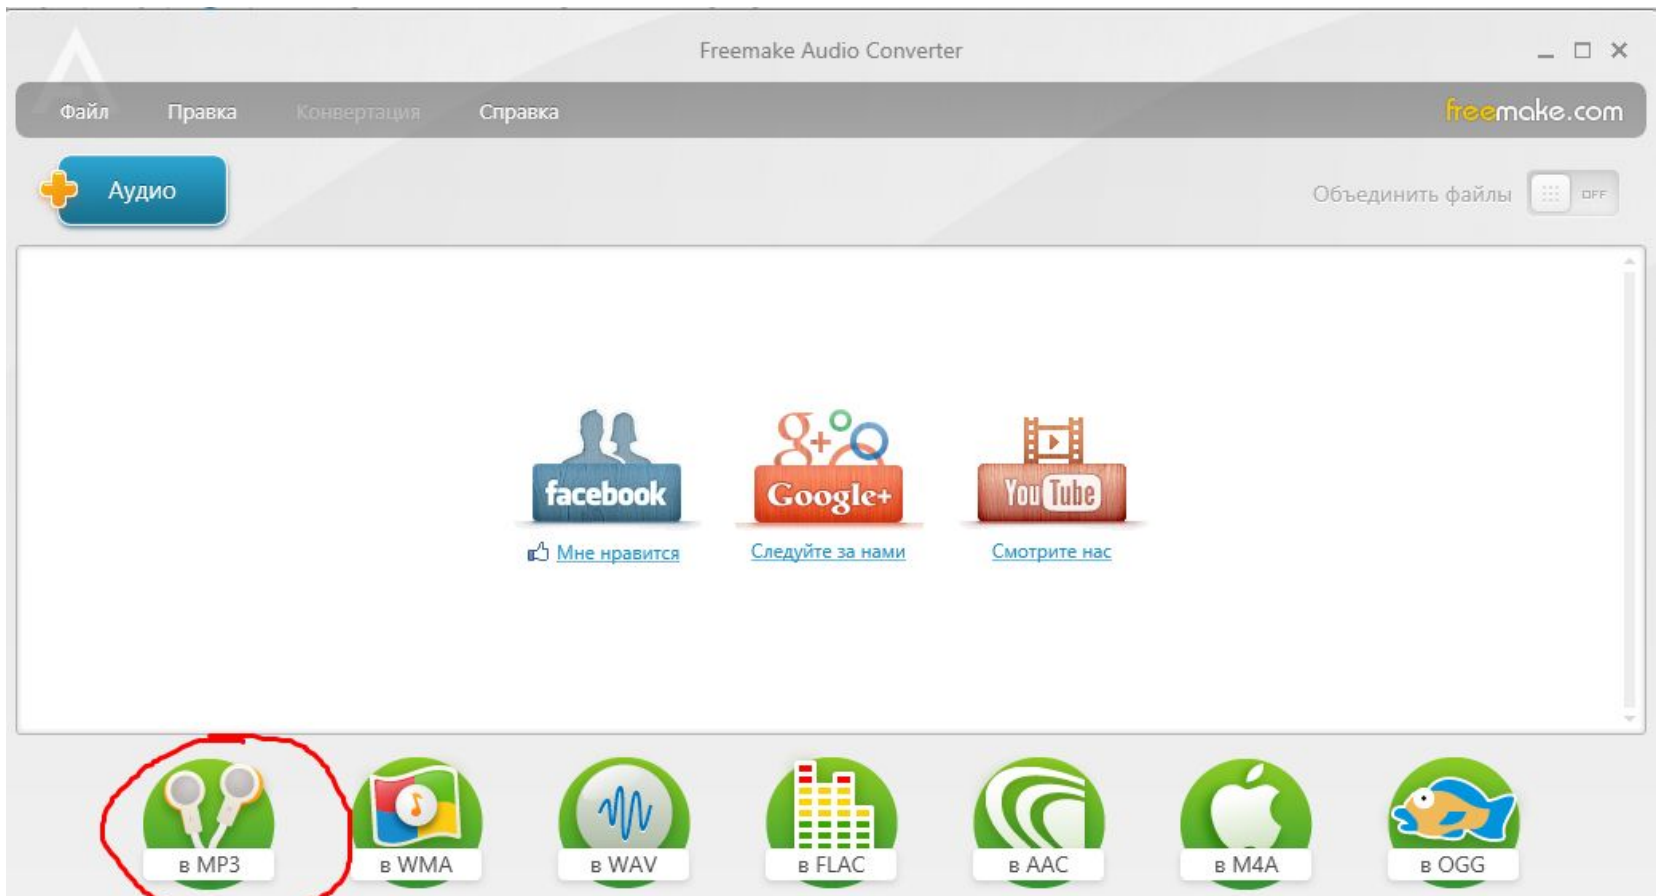 Freemake Audio Converter
Файл Правка Конвертация Справка freemake.com
Аудио
Объединить файлы OFF
facebook Google+ YouTube
g+
Мне нравится Следуйте за нами Смотрите нас
в MP3 в WMA в WAV в FLAC в AAC в M4A в OGG